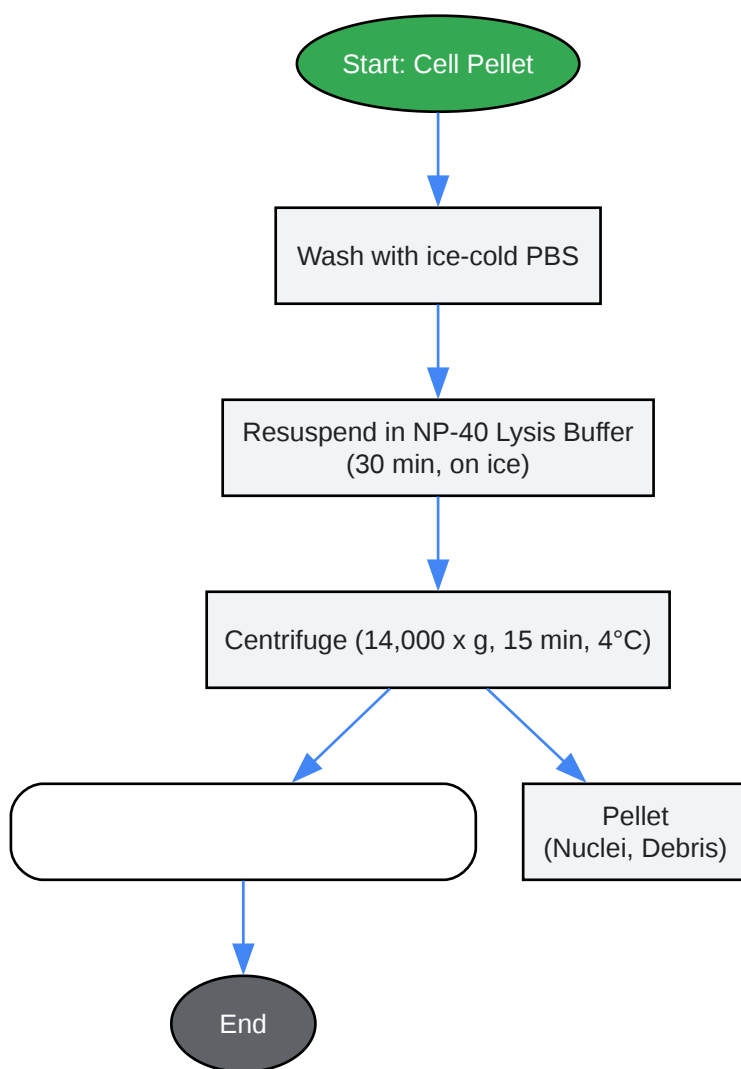 Start: Cell Pellet
Wash with ice-cold PBS
Resuspend in NP-40 Lysis Buffer
(30 min, on ice)
Centrifuge (14,000 x g, 15 min, 4°C)
Pellet
(Nuclei, Debris)
End